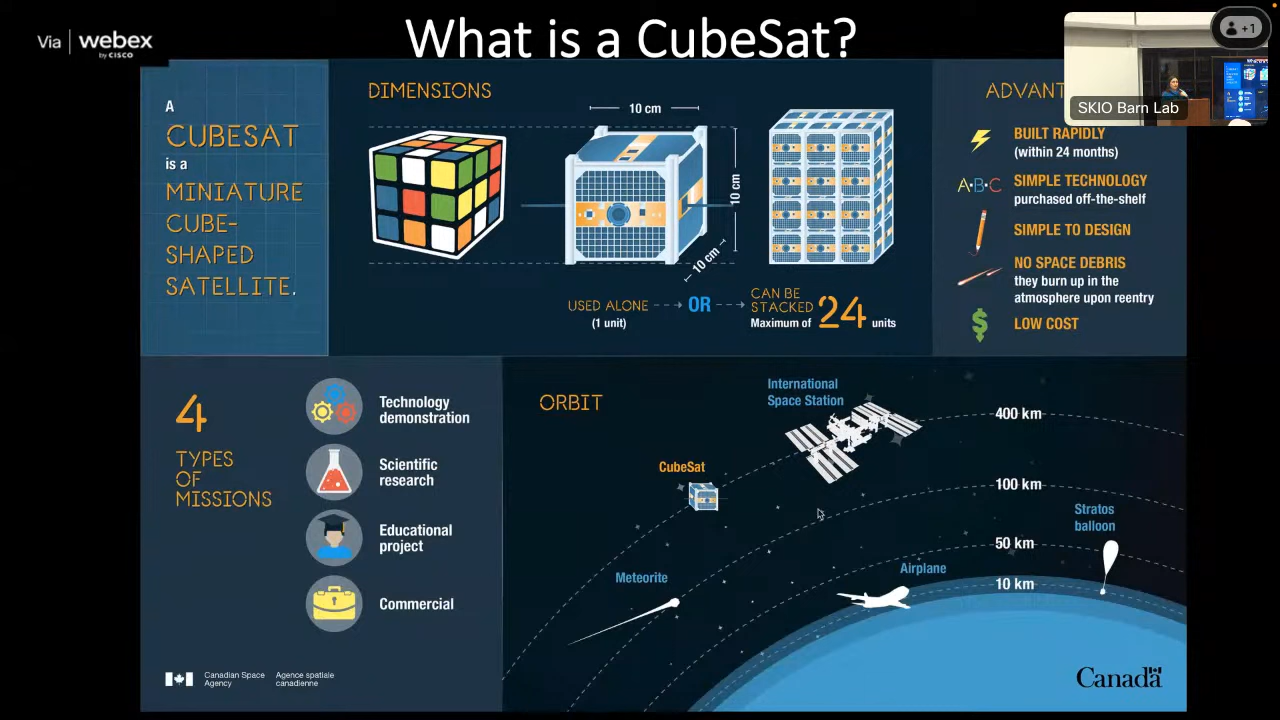 Via webex
by CISCO
What is a CubeSat?
+1
SKIO Barn Lab
A
CUBESAT
is a
MINIATURE
CUBE-
SHAPED
SATELLITE.
DIMENSIONS
10 cm
10 cm
10 cm
USED ALONE
(1 unit)
OR
CAN BE
STACKED
Maximum of 24 units
ADVANT
BUILT RAPIDLY
(within 24 months)
A·B·C
SIMPLE TECHNOLOGY
purchased off-the-shelf
SIMPLE TO DESIGN
NO SPACE DEBRIS
they burn up in the
atmosphere upon reentry
$
LOW COST
4
TYPES
OF
MISSIONS
Technology
demonstration
Scientific
research
Educational
project
Commercial
Canadian Space
Agency
Agence spatiale
canadienne
ORBIT
International
Space Station
CubeSat
Meteorite
Airplane
Stratos
balloon
400 km
100 km
50 km
10 km
Canada